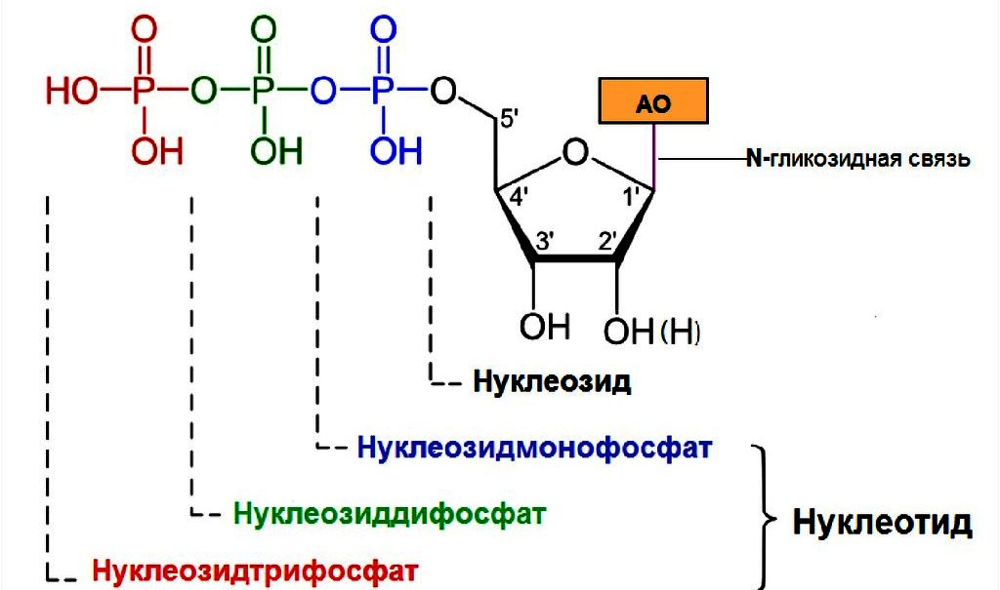 O O O
HO P O P O P O
OH OH OH
5'
AO
O
N-гликозидная связь
4' 1'
3' 2'
OH OH (H)
Нуклеозид
Нуклеозидмонофосфат
Нуклеозиддифосфат
Нуклеотид
Нуклеозидтрифосфат